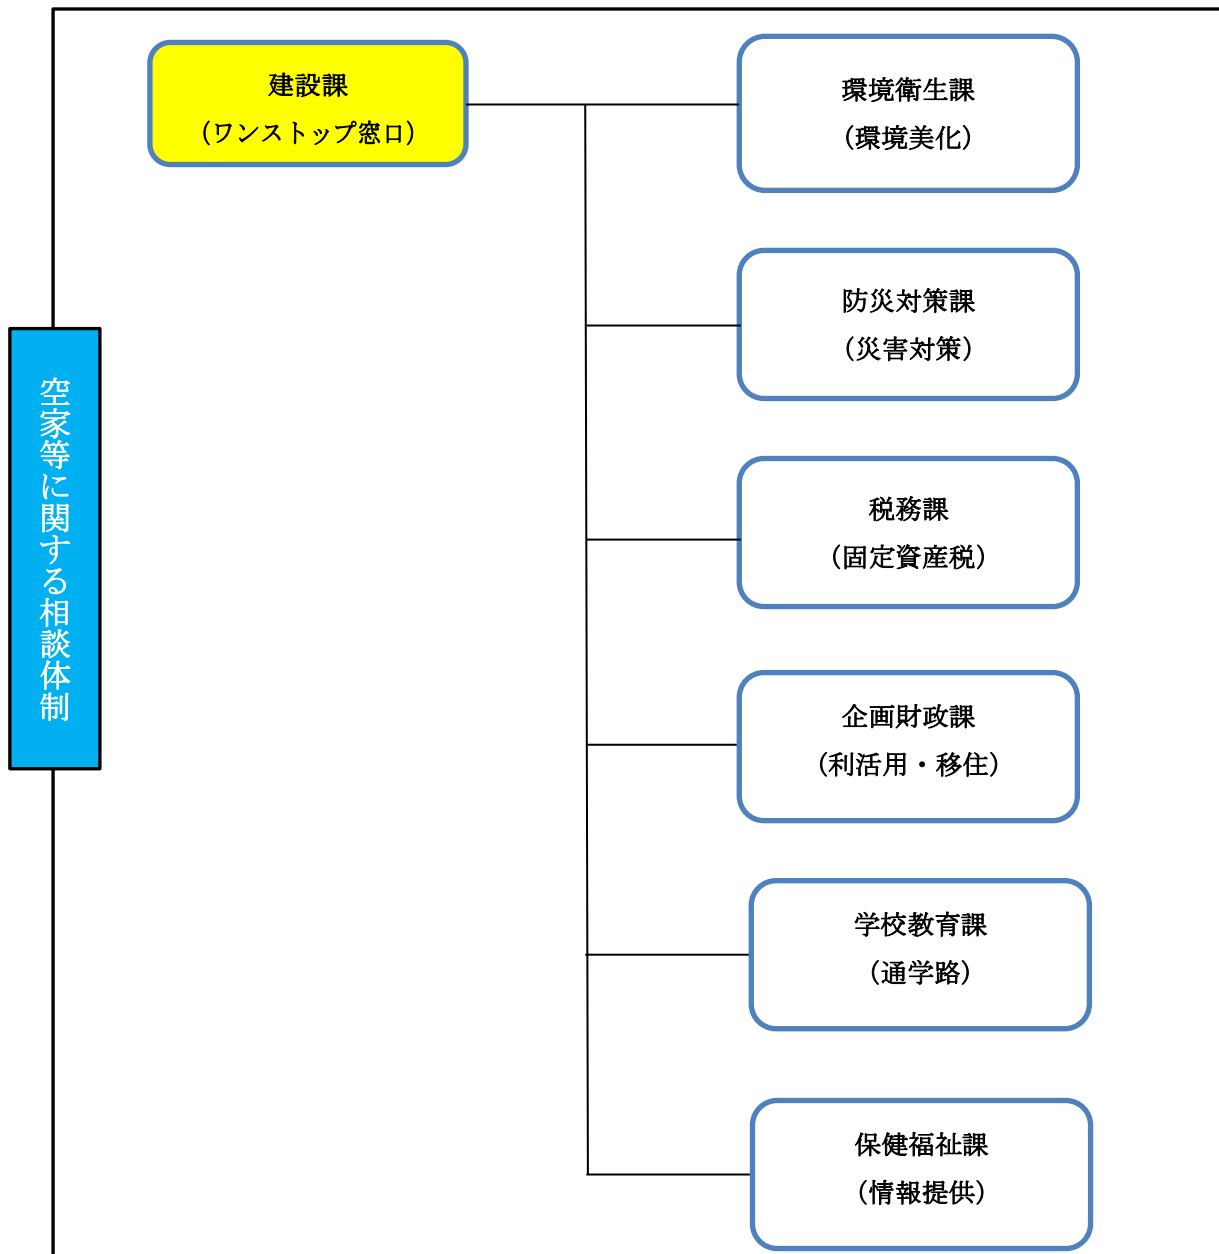 建設課
（ワンストップ窓口）
環境衛生課
（環境美化）
防災対策課
（災害対策）
税務課
（固定資産税）
企画財政課
（利活用・移住）
学校教育課
（通学路）
保健福祉課
（情報提供）
空家等に関する相談体制